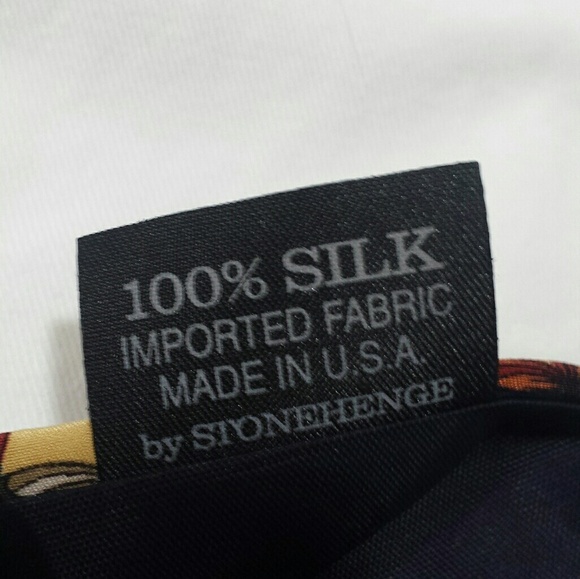 100% SILK
IMPORTED FABRIC
MADE IN U.S.A.
by STONEHENGE